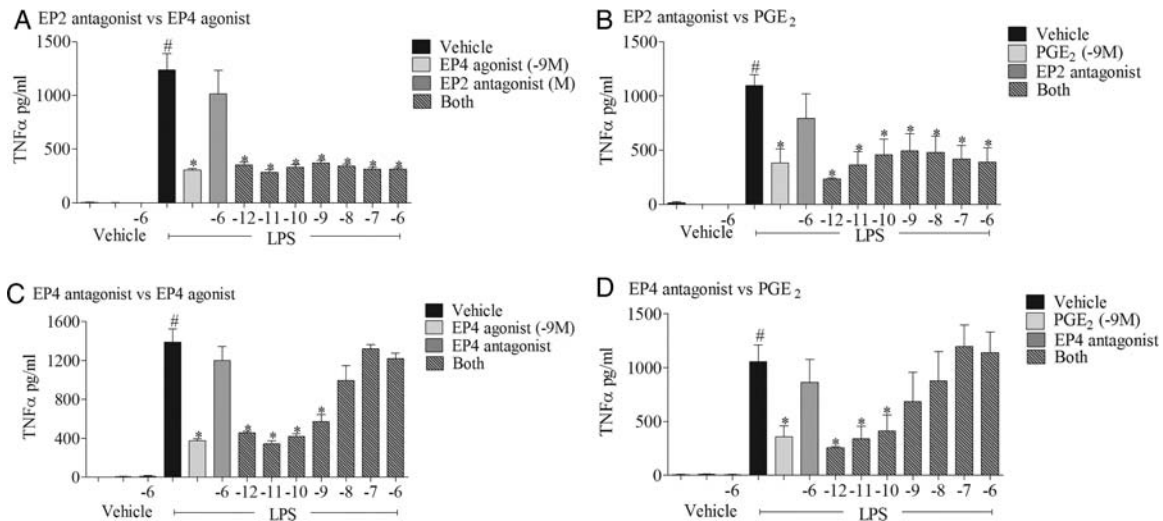 A EP2 antagonist vs EP4 agonist
1500
1000
500
0
TNFα pg/ml
#
* * * * * * * *
-6 -6 -12 -11 -10 -9 -8 -7 -6
Vehicle LPS
Vehicle
EP4 agonist (-9M)
EP2 antagonist (M)
Both
B EP2 antagonist vs PGE2
1500
1000
500
0
TNFα pg/ml
#
* * * * * * * *
-6 -6 -12 -11 -10 -9 -8 -7 -6
Vehicle LPS
Vehicle
PGE2 (-9M)
EP2 antagonist
Both
C EP4 antagonist vs EP4 agonist
1600
1200
800
400
0
TNFα pg/ml
#
* * * * *
-6 -6 -12 -11 -10 -9 -8 -7 -6
Vehicle LPS
Vehicle
EP4 agonist (-9M)
EP4 antagonist
Both
D EP4 antagonist vs PGE2
1500
1000
500
0
TNFα pg/ml
#
* * * *
-6 -6 -12 -11 -10 -9 -8 -7 -6
Vehicle LPS
Vehicle
PGE2 (-9M)
EP4 antagonist
Both